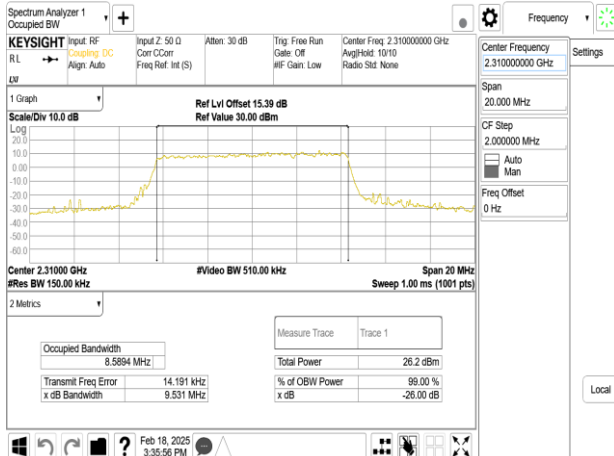 Spectrum Analyzer 1
Occupied BW
Frequency
KEYSIGHT
RL
LXI
Input: RF
Coupling: DC
Align: Auto
Input Z: 50 Ω
Corr CCorr
Freq Ref: Int (S)
Atten: 30 dB
Trig: Free Run
Gate: Off
#IF Gain: Low
Center Freq: 2.310000000 GHz
Avg|Hold: 10/10
Radio Std: None
Center Frequency
2.310000000 GHz
Settings
Span
20.000 MHz
CF Step
2.000000 MHz
Auto
Man
Freq Offset
0 Hz
1 Graph
Scale/Div 10.0 dB
Ref Lvl Offset 15.39 dB
Ref Value 30.00 dBm
Log
20.0
10.0
0.00
-10.0
-20.0
-30.0
-40.0
-50.0
-60.0
Center 2.31000 GHz
#Res BW 150.00 kHz
#Video BW 510.00 kHz
Span 20 MHz
Sweep 1.00 ms (1001 pts)
2 Metrics
Occupied Bandwidth
8.5894 MHz
Transmit Freq Error 14.191 kHz
x dB Bandwidth 9.531 MHz
Measure Trace Trace 1
Total Power 26.2 dBm
% of OBW Power 99.00 %
x dB -26.00 dB
Local
Feb 18, 2025
3:35:56 PM